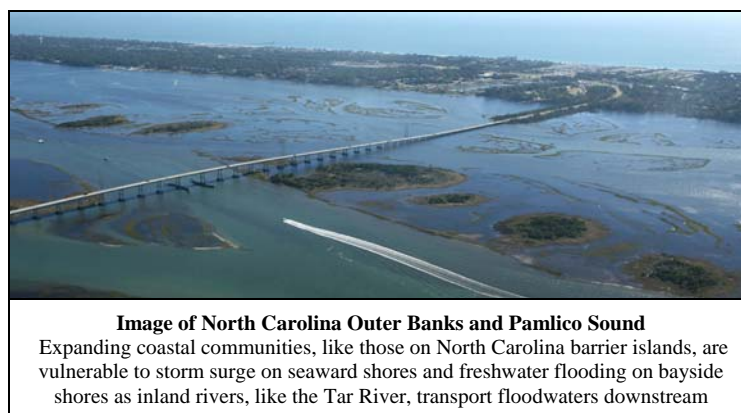 Image of North Carolina Outer Banks and Pamlico Sound
Expanding coastal communities, like those on North Carolina barrier islands, are
vulnerable to storm surge on seaward shores and freshwater flooding on bayside
shores as inland rivers, like the Tar River, transport floodwaters downstream